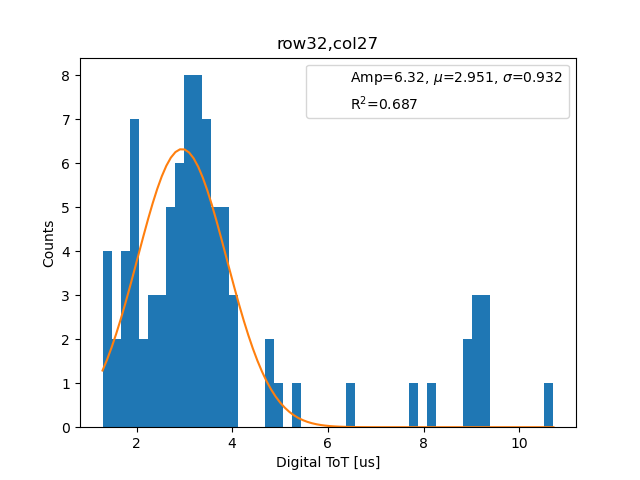 row32,col27
Amp=6.32, μ=2.951, σ=0.932
R²=0.687
8
7
6
5
4
3
2
1
0
Counts
2 4 6 8 10
Digital ToT [us]